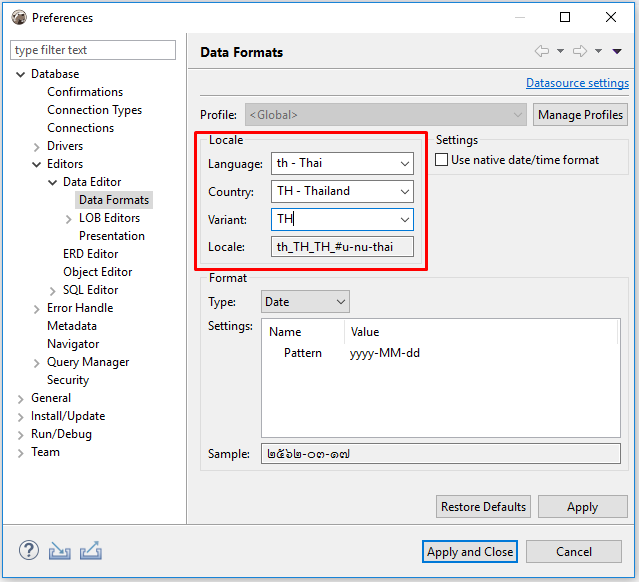 Preferences
type filter text
Database
Confirmations
Connection Types
Connections
Drivers
Editors
Data Editor
Data Formats
LOB Editors
Presentation
ERD Editor
Object Editor
SQL Editor
Error Handle
Metadata
Navigator
Query Manager
Security
General
Install/Update
Run/Debug
Team
Data Formats
Datasource settings
Profile: <Global> Manage Profiles
Locale
Language: th - Thai
Country: TH - Thailand
Variant: TH
Locale: th_TH_TH_#u-nu-thai
Settings
Use native date/time format
Format
Type: Date
Settings: Name Value
Pattern yyyy-MM-dd
Sample: ๒๕๖๒-๐๓-๑๗
Restore Defaults Apply
? Apply and Close Cancel